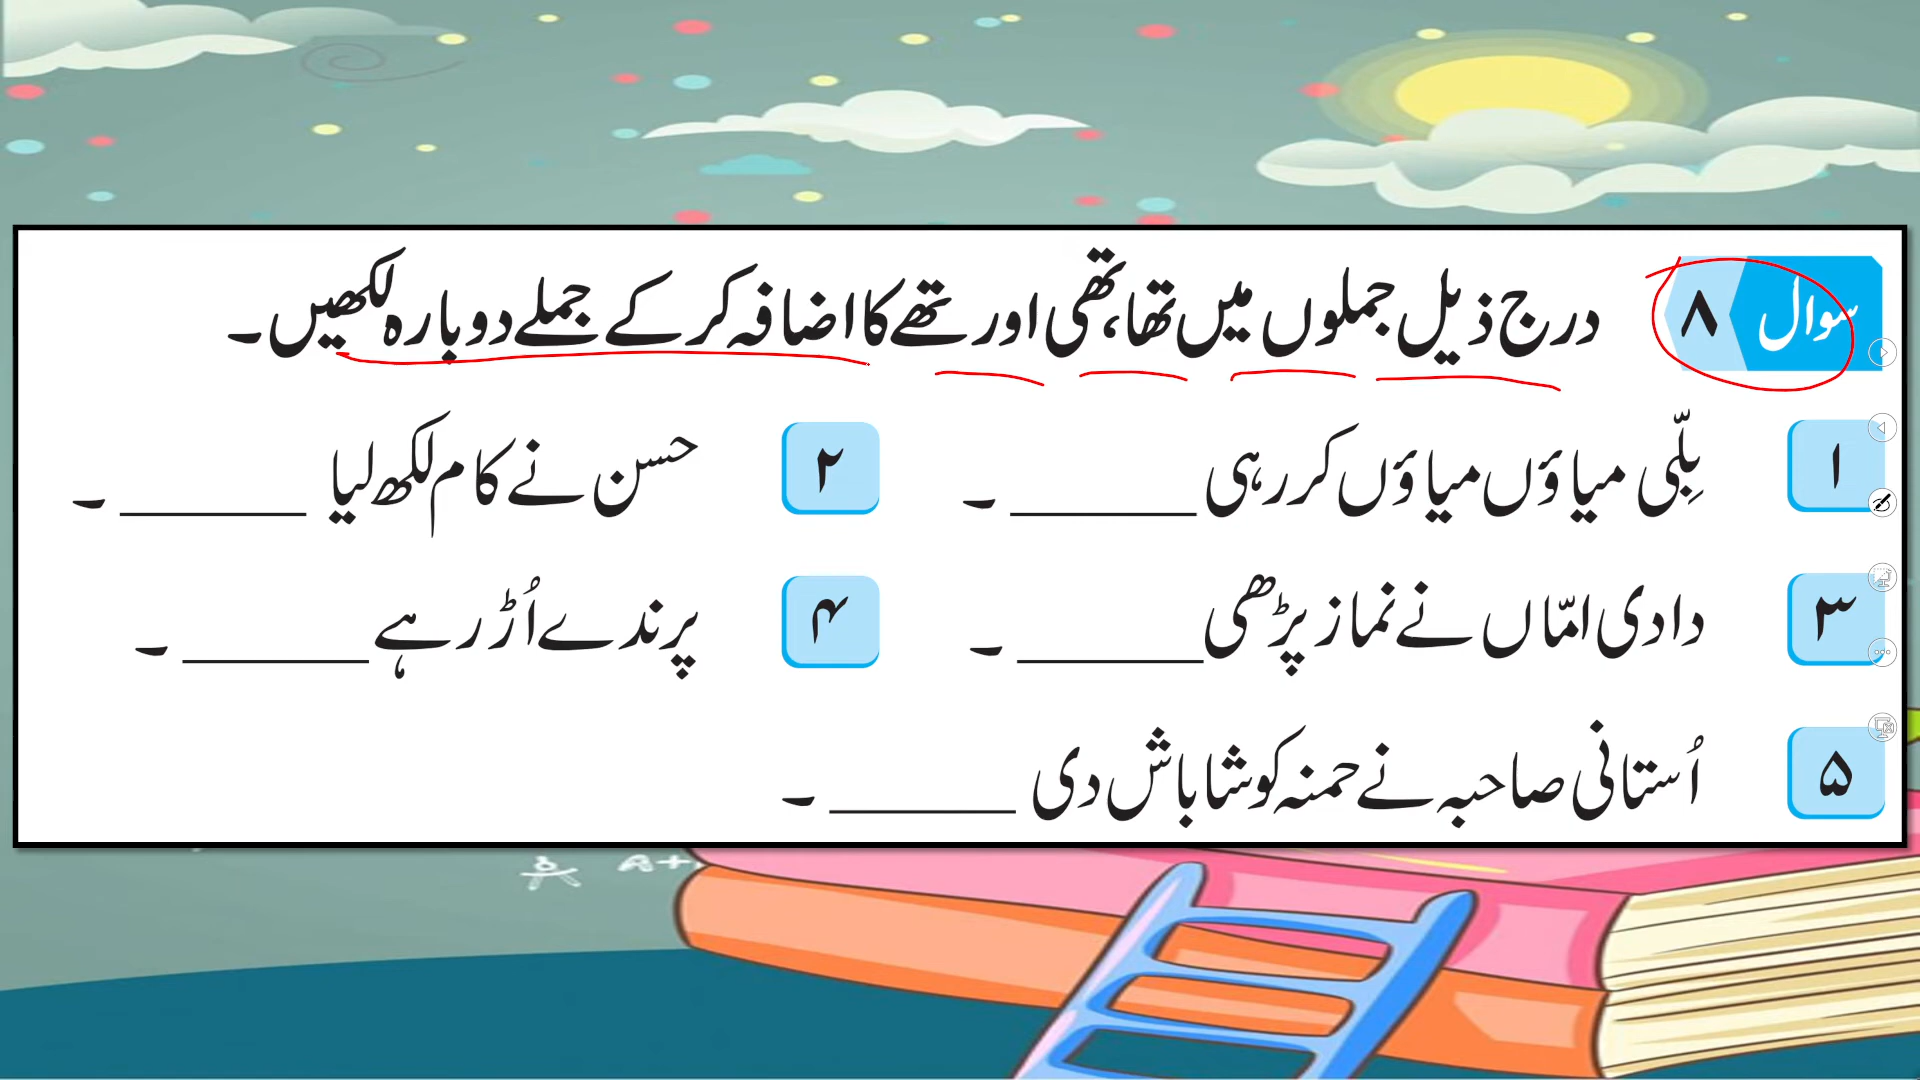 سوال ۸ درج ذیل جملوں میں تھا، تھی اور تھے کا اضافہ کر کے جملے دوبارہ لکھیں۔
۱ بِلّی میاؤں میاؤں کر رہی ______ ۔ ۲ حسن نے کام لکھ لیا ______ ۔
۳ دادی امّاں نے نماز پڑھی ______ ۔ ۴ پرندے اُڑ رہے ______ ۔
۵ اُستانی صاحبہ نے حمنہ کو شاباش دی ______ ۔
A+